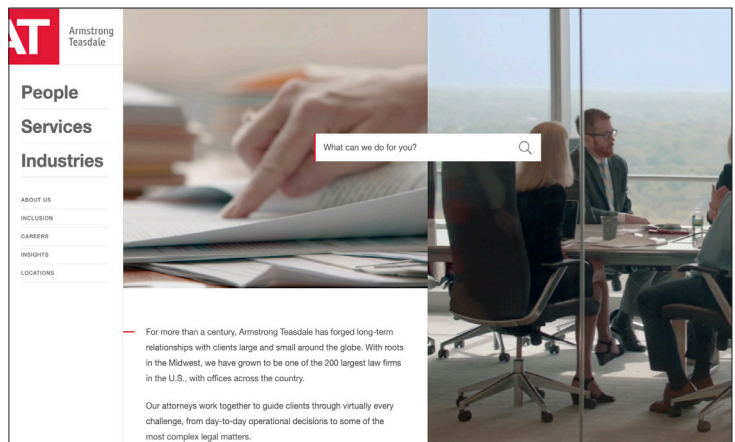 AT
Armstrong
Teasdale
People
Services
Industries
ABOUT US
INCLUSION
CAREERS
INSIGHTS
LOCATIONS
What can we do for you?
For more than a century, Armstrong Teasdale has forged long-term
relationships with clients large and small around the globe. With roots
in the Midwest, we have grown to be one of the 200 largest law firms
in the U.S., with offices across the country.
Our attorneys work together to guide clients through virtually every
challenge, from day-to-day operational decisions to some of the
most complex legal matters.